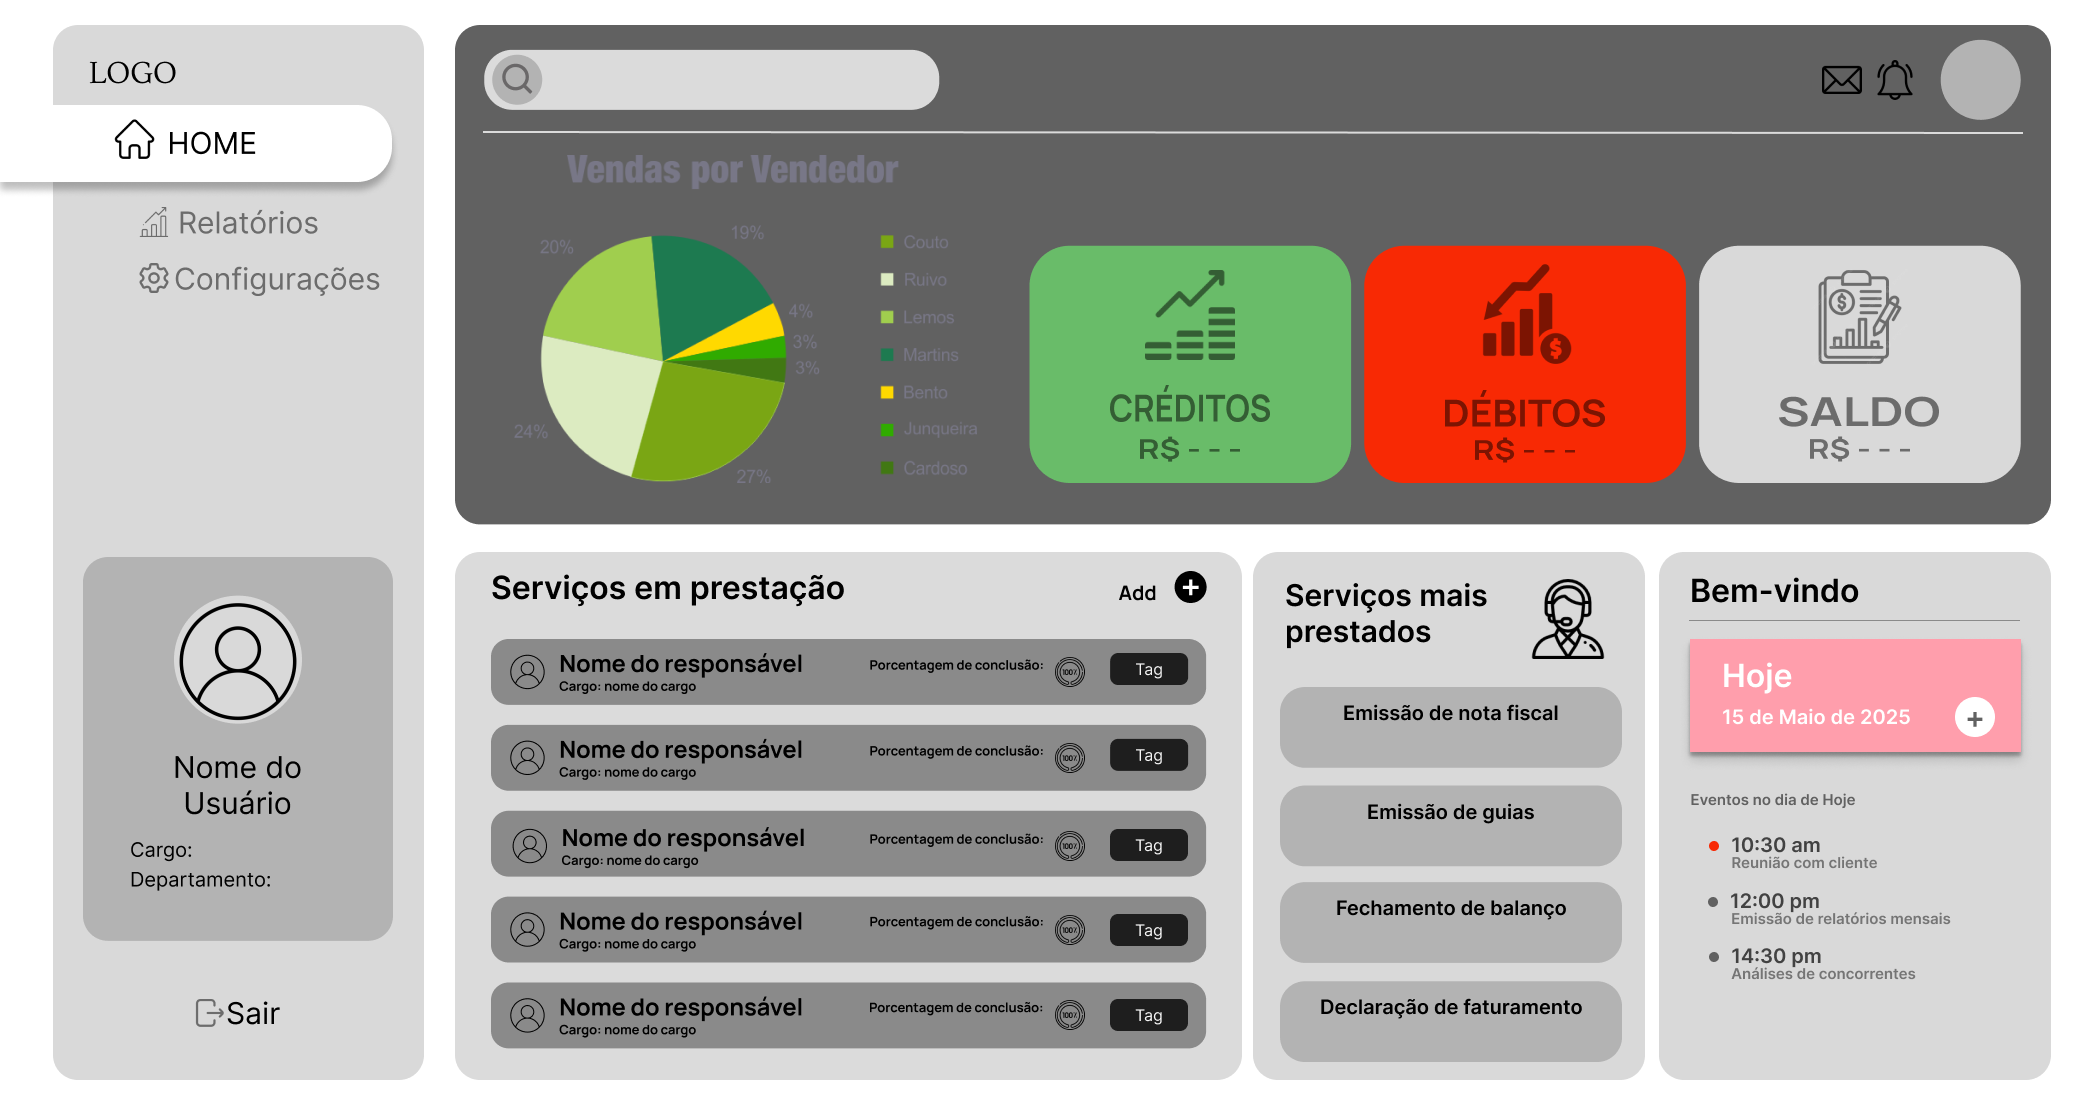 LOGO
HOME
Relatórios
Configurações
Nome do
Usuário
Cargo:
Departamento:
Sair
Vendas por Vendedor
19%
20%
4%
3%
3%
24%
27%
Couto
Ruivo
Lemos
Martins
Bento
Junqueira
Cardoso
CRÉDITOS
R$ - - -
DÉBITOS
R$ - - -
SALDO
R$ - - -
Serviços em prestação
Add
Nome do responsável
Cargo: nome do cargo
Porcentagem de conclusão:
100%
Tag
Nome do responsável
Cargo: nome do cargo
Porcentagem de conclusão:
100%
Tag
Nome do responsável
Cargo: nome do cargo
Porcentagem de conclusão:
100%
Tag
Nome do responsável
Cargo: nome do cargo
Porcentagem de conclusão:
100%
Tag
Nome do responsável
Cargo: nome do cargo
Porcentagem de conclusão:
100%
Tag
Serviços mais
prestados
Emissão de nota fiscal
Emissão de guias
Fechamento de balanço
Declaração de faturamento
Bem-vindo
Hoje
15 de Maio de 2025
Eventos no dia de Hoje
10:30 am
Reunião com cliente
12:00 pm
Emissão de relatórios mensais
14:30 pm
Análises de concorrentes